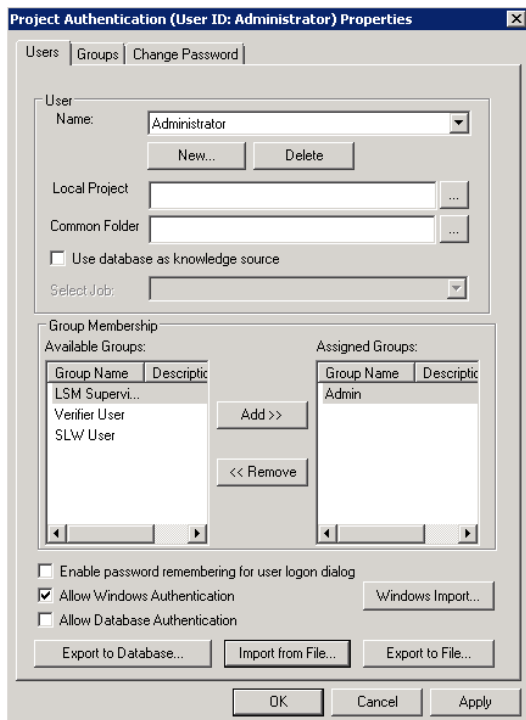 Project Authentication (User ID: Administrator) Properties
Users Groups Change Password
User
Name: Administrator
New... Delete
Local Project ...
Common Folder ...
Use database as knowledge source
Select Job:
Group Membership
Available Groups: Assigned Groups:
Group Name Descriptic Group Name Descriptic
LSM Supervi... Admin
Verifier User
SLW User
Add >>
<< Remove
Enable password remembering for user logon dialog
Allow Windows Authentication Windows Import...
Allow Database Authentication
Export to Database... Import from File... Export to File...
OK Cancel Apply